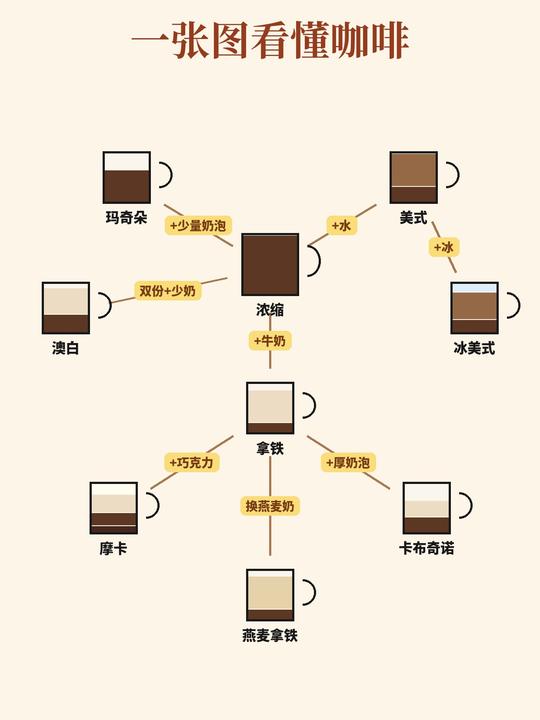 一张图看懂咖啡
玛奇朵
美式
+少量奶泡
+水
+冰
双份+少奶
浓缩
澳白
冰美式
+牛奶
拿铁
+巧克力
+厚奶泡
换燕麦奶
摩卡
卡布奇诺
燕麦拿铁